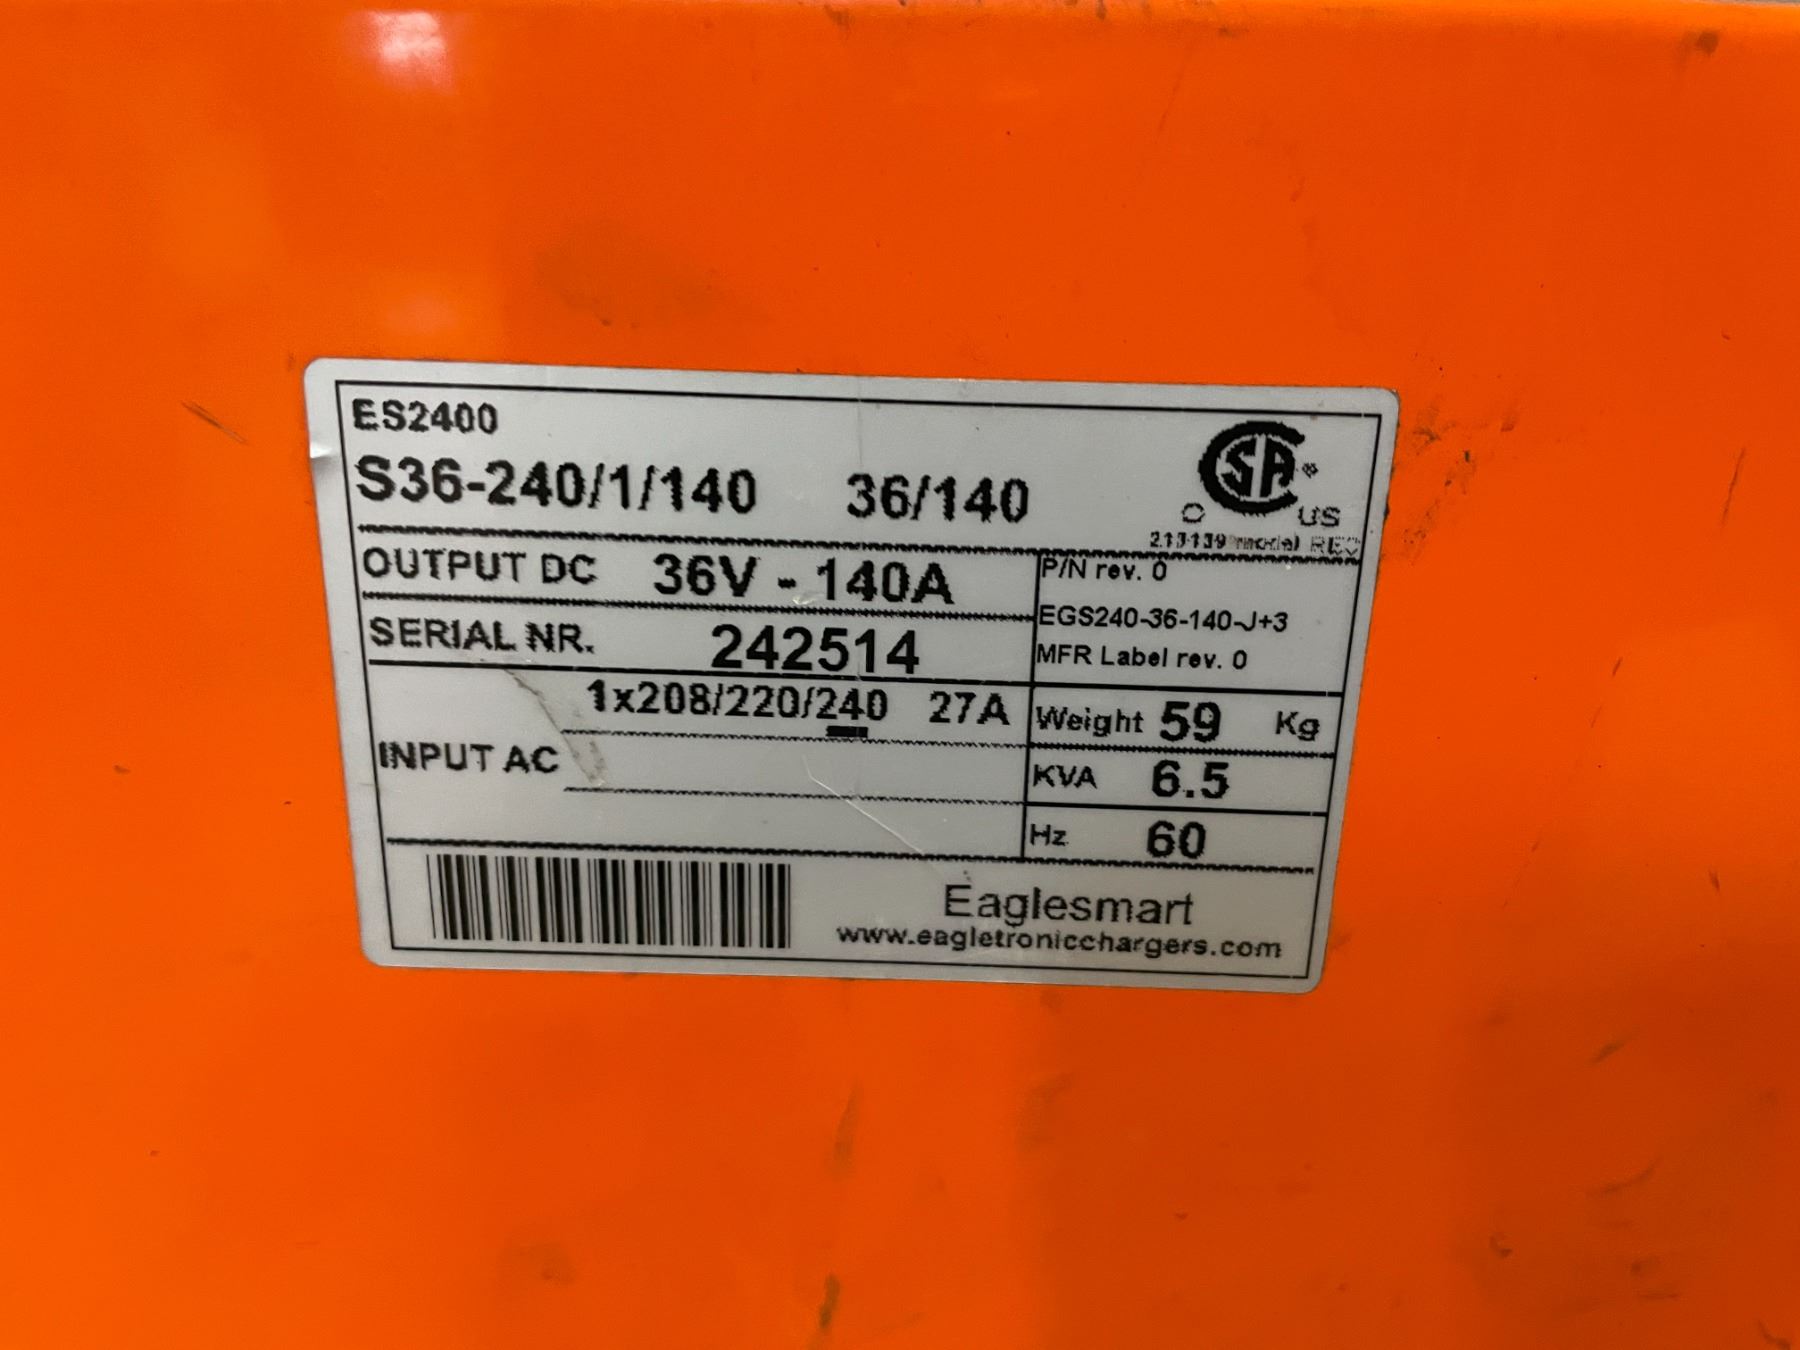 ES2400
S36-240/1/140 36/140
SA
US
OUTPUT DC 36V - 140A
P/N rev. 0
EGS240-36-140-J+3
MFR Label rev. 0
SERIAL NR. 242514
INPUT AC
1x208/220/240 27A
Weight 59 Kg
KVA 6.5
Hz 60
Eaglesmart
www.eagletronicchargers.com